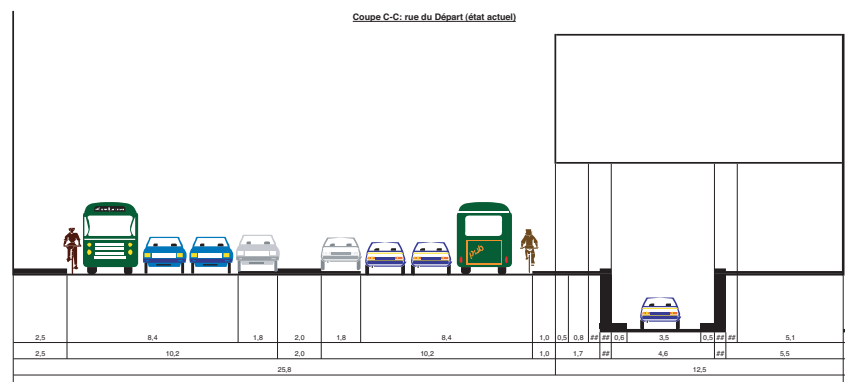 Coupe C-C: rue du Départ (état actuel)
pub
2,5 8,4 1,8 2,0 1,8 8,4 1,0 0,5 0,8 ## ## 0,6 3,5 0,5 ## ## 5,1
2,5 10,2 2,0 10,2 1,0 1,7 ## 4,6 ## 5,5
25,8 12,5